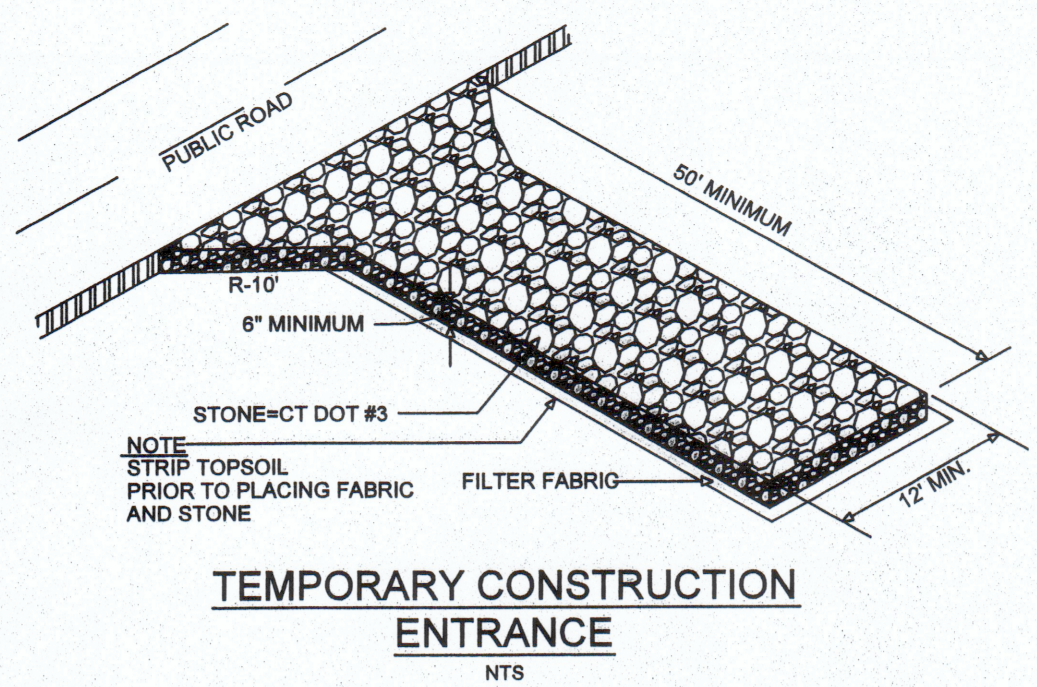 PUBLIC ROAD
50' MINIMUM
R-10'
6" MINIMUM
STONE=CT DOT #3
NOTE
STRIP TOPSOIL
PRIOR TO PLACING FABRIC
AND STONE
FILTER FABRIC
12' MIN.
TEMPORARY CONSTRUCTION
ENTRANCE
NTS